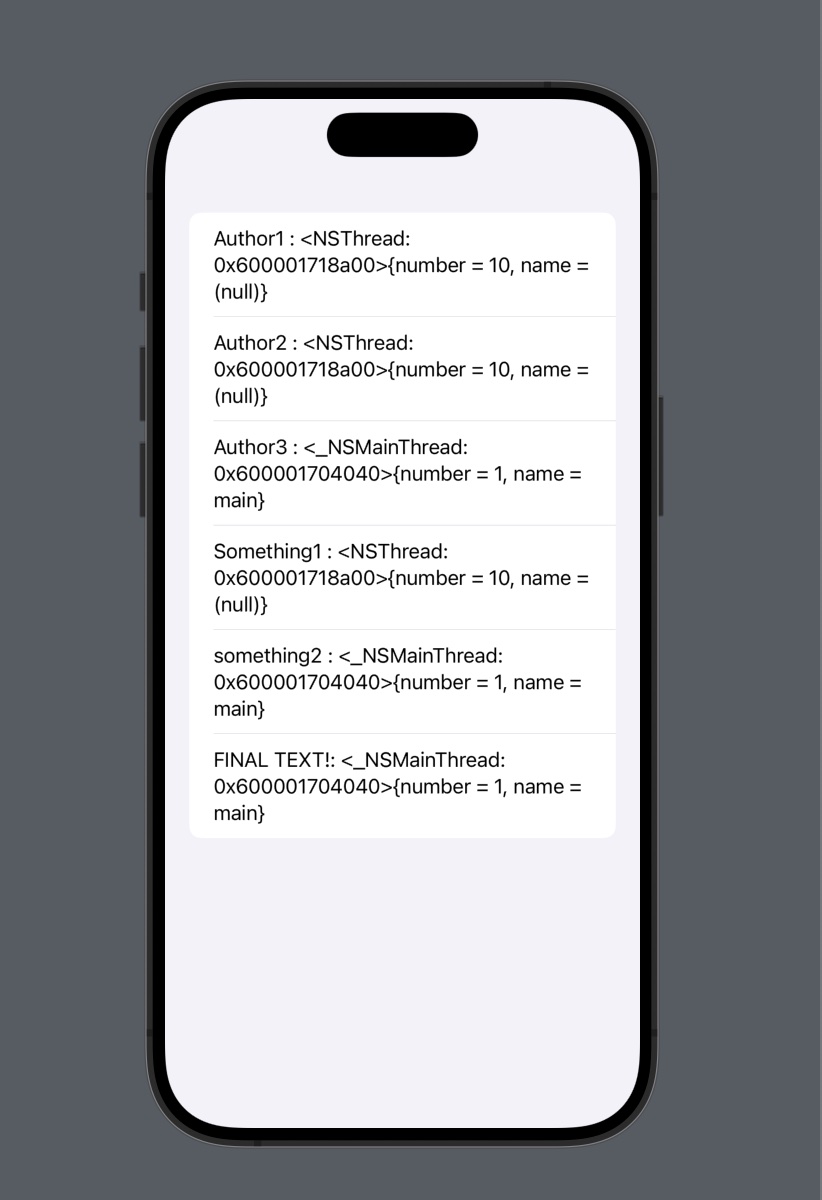 Author1 : <NSThread:
0x600001718a00>{number = 10, name =
(null)}
Author2 : <NSThread:
0x600001718a00>{number = 10, name =
(null)}
Author3 : <_NSMainThread:
0x600001704040>{number = 1, name =
main}
Something1 : <NSThread:
0x600001718a00>{number = 10, name =
(null)}
something2 : <_NSMainThread:
0x600001704040>{number = 1, name =
main}
FINAL TEXT!: <_NSMainThread:
0x600001704040>{number = 1, name =
main}